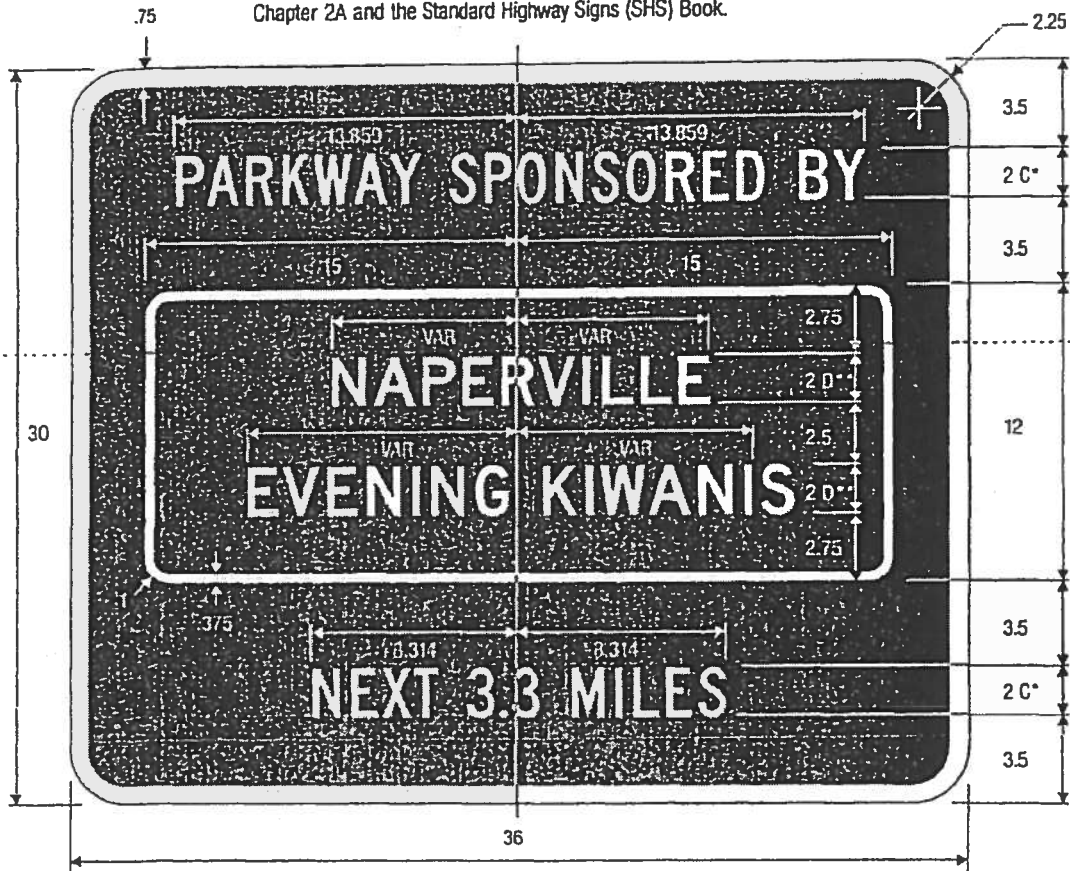 Chapter 2A and the Standard Highway Signs (SHS) Book.
.75
2.25
3.5
13.859 13.859
PARKWAY SPONSORED BY
2 C*
3.5
15 15
2.75
VAR VAR
NAPERVILLE
2 D*
30
2.5
12
VAR VAR
EVENING KIWANIS
2 D*
2.75
1
.375
3.5
8.314 8.314
NEXT 3.3 MILES
2 C*
3.5
36